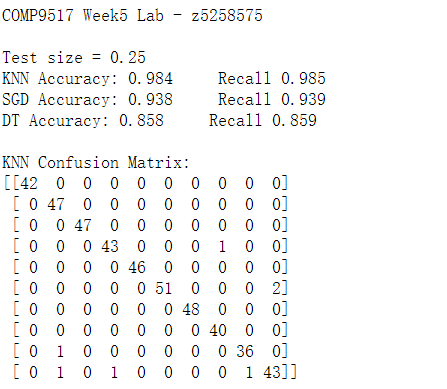 COMP9517 Week5 Lab - z5258575
Test size = 0.25
KNN Accuracy: 0.984 Recall 0.985
SGD Accuracy: 0.938 Recall 0.939
DT Accuracy: 0.858 Recall 0.859
KNN Confusion Matrix:
[[42 0 0 0 0 0 0 0 0 0]
[ 0 47 0 0 0 0 0 0 0 0]
[ 0 0 47 0 0 0 0 0 0 0]
[ 0 0 0 43 0 0 0 1 0 0]
[ 0 0 0 0 46 0 0 0 0 0]
[ 0 0 0 0 0 51 0 0 0 2]
[ 0 0 0 0 0 0 48 0 0 0]
[ 0 0 0 0 0 0 0 40 0 0]
[ 0 1 0 0 0 0 0 0 36 0]
[ 0 1 0 1 0 0 0 0 1 43]]